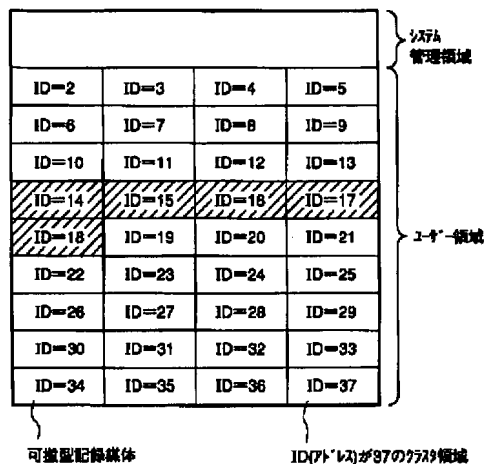 システム
管理領域
ID=2 ID=3 ID=4 ID=5
ID=6 ID=7 ID=8 ID=9
ID=10 ID=11 ID=12 ID=13
ID=14 ID=15 ID=16 ID=17
ID=18 ID=19 ID=20 ID=21
ユーザー領域
ID=22 ID=23 ID=24 ID=25
ID=26 ID=27 ID=28 ID=29
ID=30 ID=31 ID=32 ID=33
ID=34 ID=35 ID=36 ID=37
可搬型記録媒体
ID(アドレス)が37のクラスタ領域